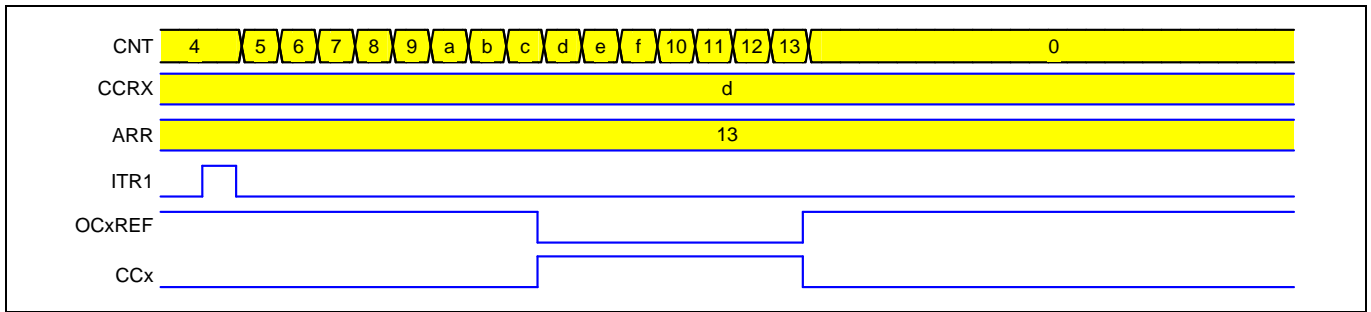 CNT 4 5 6 7 8 9 a b c d e f 10 11 12 13 0
CCRX d
ARR 13
ITR1
OCxREF
CCx